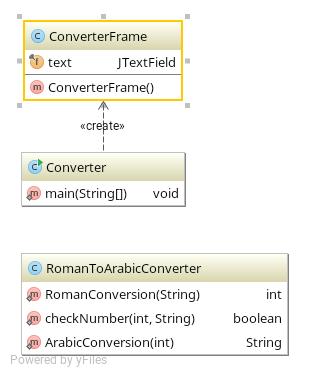 ConverterFrame
text JTextField
ConverterFrame()
«create»
Converter
main(String[]) void
RomanToArabicConverter
RomanConversion(String) int
checkNumber(int, String) boolean
ArabicConversion(int) String
Powered by yFiles